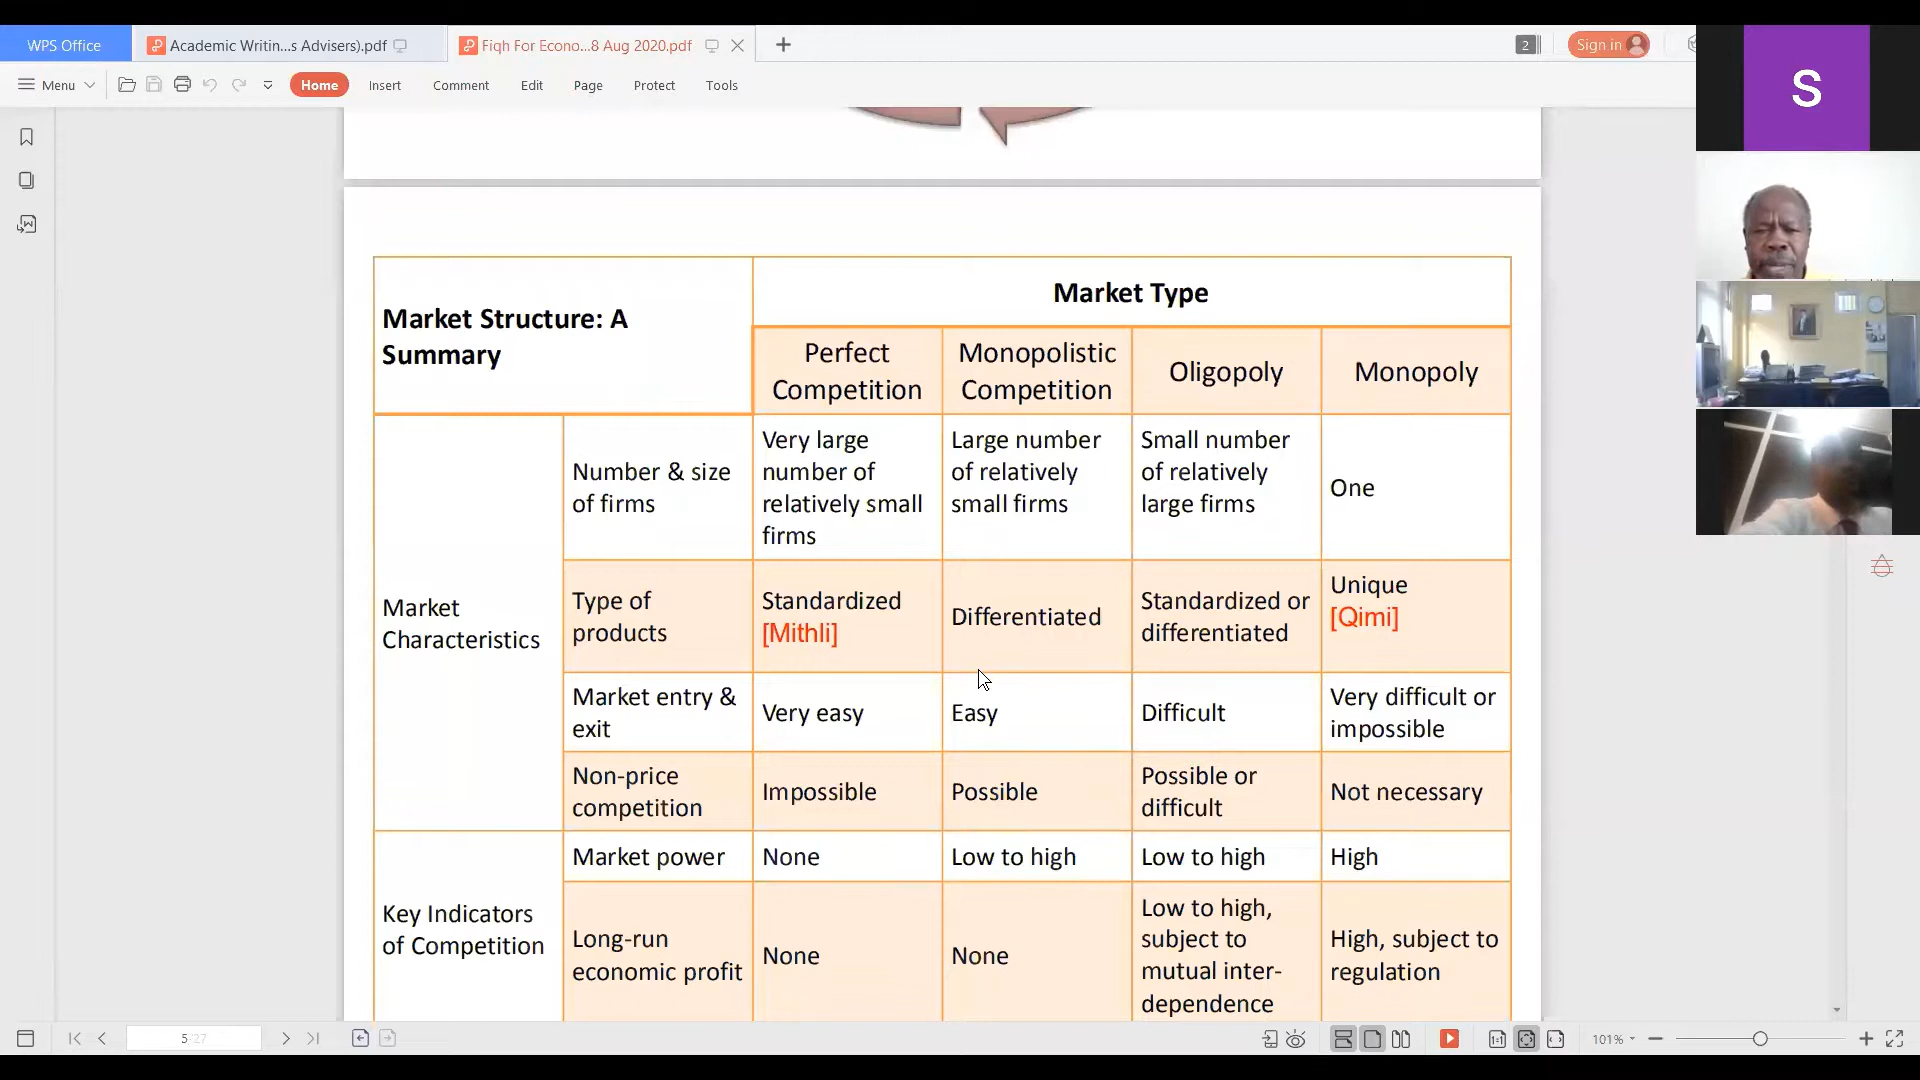 WPS Office
Academic Writin...s Advisers).pdf
Fiqh For Econo...8 Aug 2020.pdf
2
Sign in
S
Menu
Home
Insert
Comment
Edit
Page
Protect
Tools
Market Structure: A
Summary
Market Type
Perfect
Competition
Monopolistic
Competition
Oligopoly
Monopoly
Market
Characteristics
Number & size
of firms
Very large
number of
relatively small
firms
Large number
of relatively
small firms
Small number
of relatively
large firms
One
Type of
products
Standardized
[Mithli]
Differentiated
Standardized or
differentiated
Unique
[Qimi]
Market entry &
exit
Very easy
Easy
Difficult
Very difficult or
impossible
Non-price
competition
Impossible
Possible
Possible or
difficult
Not necessary
Key Indicators
of Competition
Market power
None
Low to high
Low to high
High
Long-run
economic profit
None
None
Low to high,
subject to
mutual inter-
dependence
High, subject to
regulation
5/27
101%